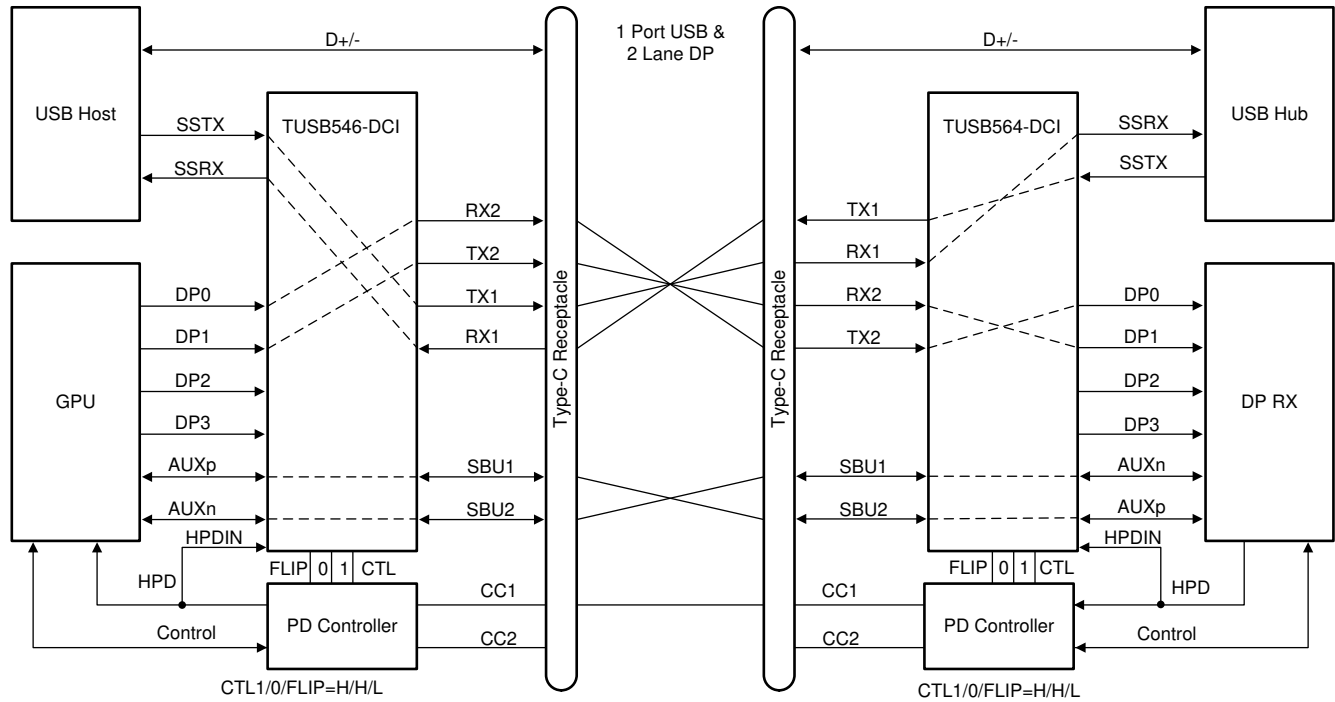 D+/-
1 Port USB &
2 Lane DP
D+/-
USB Host
TUSB546-DCI
TUSB564-DCI
USB Hub
SSTX
SSRX
SSRX
SSTX
RX2
TX2
TX1
RX1
TX1
RX1
RX2
TX2
Type-C Receptacle
Type-C Receptacle
GPU
DP0
DP1
DP2
DP3
AUXp
AUXn
HPDIN
SBU1
SBU2
SBU1
SBU2
DP0
DP1
DP2
DP3
AUXn
AUXp
HPDIN
DP RX
FLIP 0 1 CTL
FLIP 0 1 CTL
HPD
HPD
Control
Control
PD Controller
PD Controller
CC1
CC2
CC1
CC2
CTL1/0/FLIP=H/H/L
CTL1/0/FLIP=H/H/L